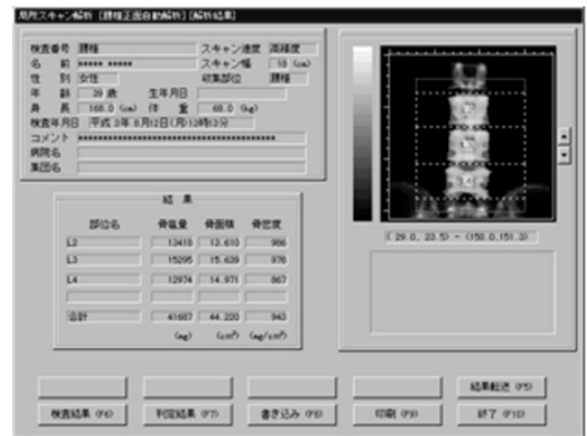 局所スキャン解析 [腰椎正面自動解析] [解析結果]
検査番号 腰椎 スキャン速度 高精度
名 前 ***** ***** スキャン幅 18 (cm)
性 別 女性 収集部位 腰椎
年 齢 39 歳 生年月日
身 長 168.0 (cm) 体 重 68.0 (kg)
検査年月日 平成 3年 8月12日(月)13時13分
コメント
病院名
集団名
結 果
部位名 骨塩量 骨面積 骨密度
L2 13418 13.610 986
L3 15295 15.639 978
L4 12974 14.971 867
合計 41687 44.220 943
(mg) (cm²) (mg/cm²)
( 29.0, 23.5) - (150.0,151.3)
結果転送 (F5)
検査結果 (F6) 判定結果 (F7) 書き込み (F8) 印刷 (F9) 終了 (F10)